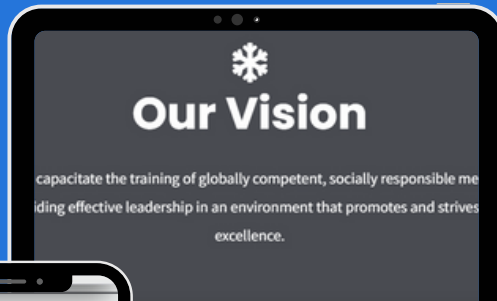 Our Vision
capacitate the training of globally competent, socially responsible me
iding effective leadership in an environment that promotes and strives
excellence.